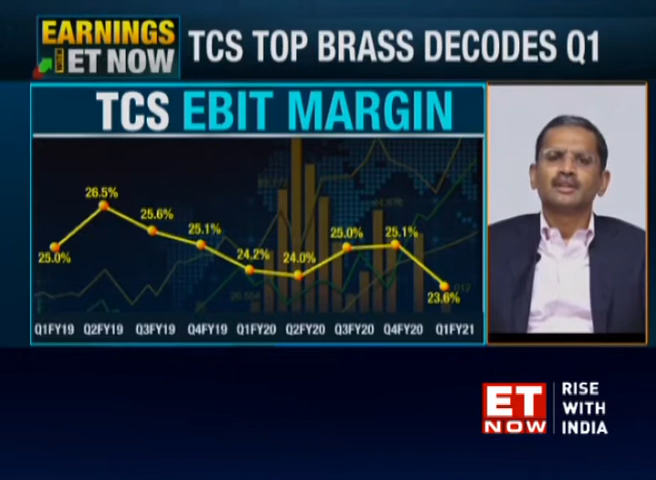 EARNINGS
WITH
ET NOW
TCS TOP BRASS DECODES Q1
TCS EBIT MARGIN
25.0%
26.5%
25.6%
25.1%
24.2%
24.0%
25.0%
25.1%
23.6%
Q1FY19 Q2FY19 Q3FY19 Q4FY19 Q1FY20 Q2FY20 Q3FY20 Q4FY20 Q1FY21
ET
NOW
RISE
WITH
INDIA